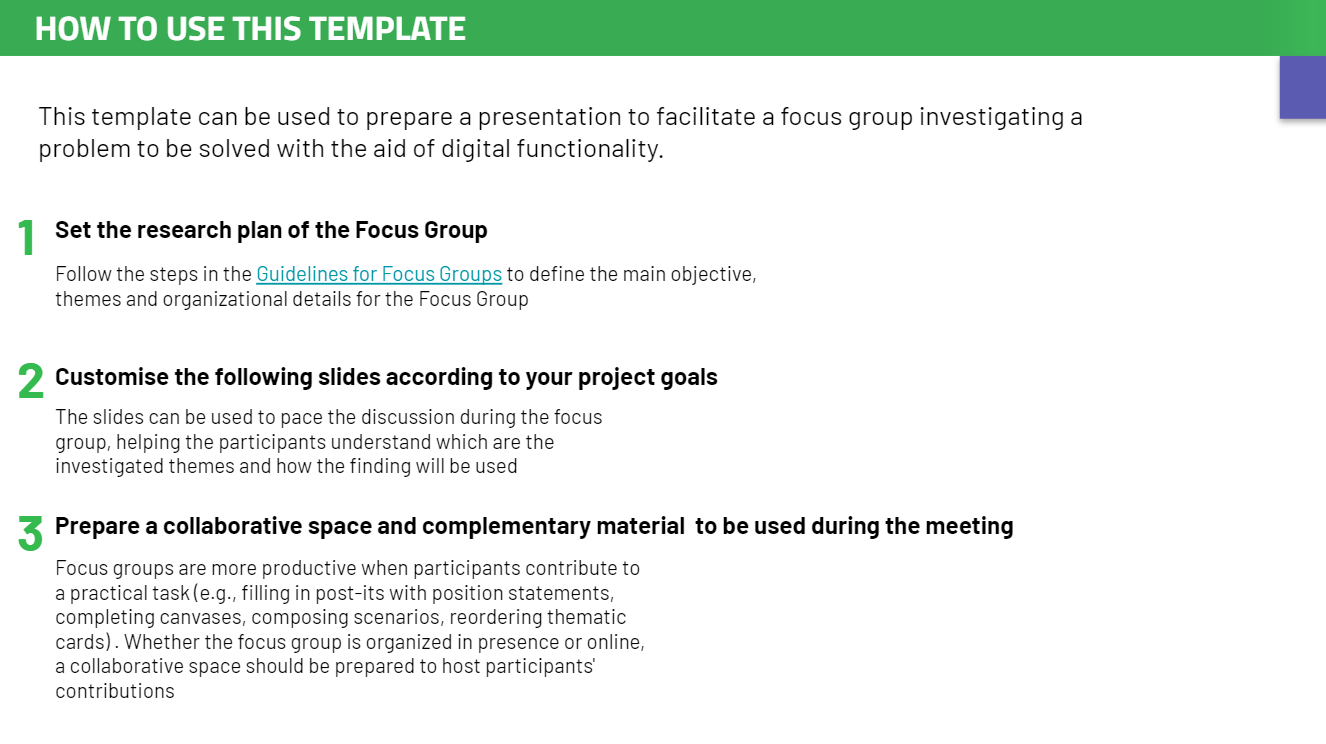 HOW TO USE THIS TEMPLATE
This template can be used to prepare a presentation to facilitate a focus group investigating a
problem to be solved with the aid of digital functionality.
1 Set the research plan of the Focus Group
Follow the steps in the Guidelines for Focus Groups to define the main objective,
themes and organizational details for the Focus Group
2 Customise the following slides according to your project goals
The slides can be used to pace the discussion during the focus
group, helping the participants understand which are the
investigated themes and how the finding will be used
3 Prepare a collaborative space and complementary material  to be used during the meeting
Focus groups are more productive when participants contribute to
a practical task (e.g., filling in post-its with position statements,
completing canvases, composing scenarios, reordering thematic
cards) . Whether the focus group is organized in presence or online,
a collaborative space should be prepared to host participants'
contributions